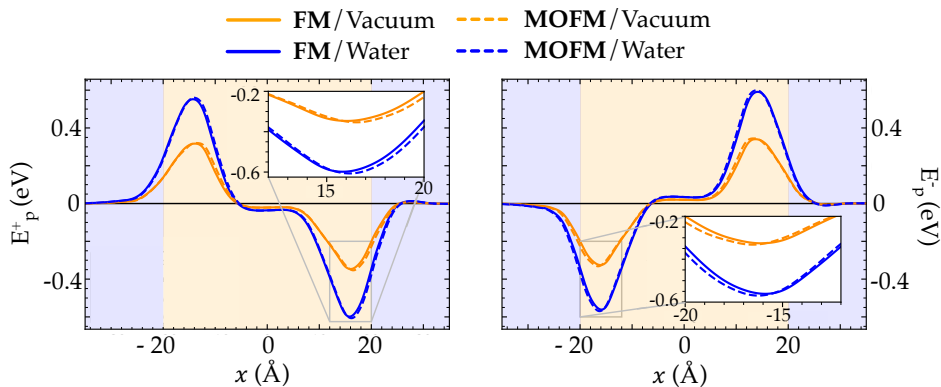 FM/Vacuum MOFM/Vacuum
FM/Water MOFM/Water
E+p (eV)
0.4
0
-0.4
-20 0 20
x (Å)
-0.2
-0.6
15 20
-20 0 20
x (Å)
-0.2
-0.6
-20 -15
0.4
0
-0.4
E-p (eV)